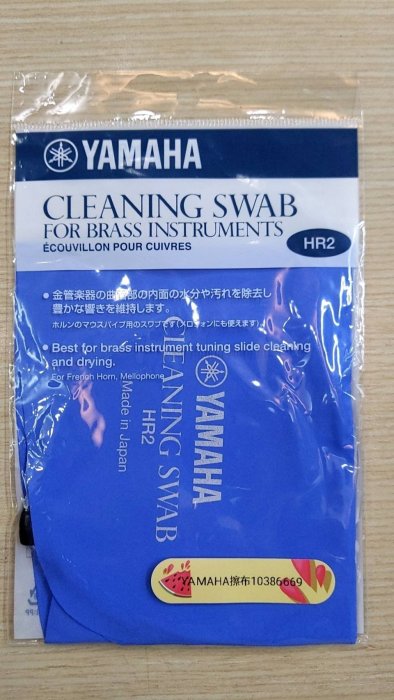 YAMAHA
CLEANING SWAB
FOR BRASS INSTRUMENTS
ÉCOUVILLON POUR CUIVRES
HR2
● 金管楽器の曲管部の内面の水分や汚れを除去し
豊かな響きを維持します。
ホルンのマウスパイプ用のスワブです(メロフォンにも使えます)。
● Best for brass instrument tuning slide cleaning
and drying.
For French Horn, Mellophone
YAMAHA
CLEANING SWAB
HR2
Made in Japan
YAMAHA擦布10386669